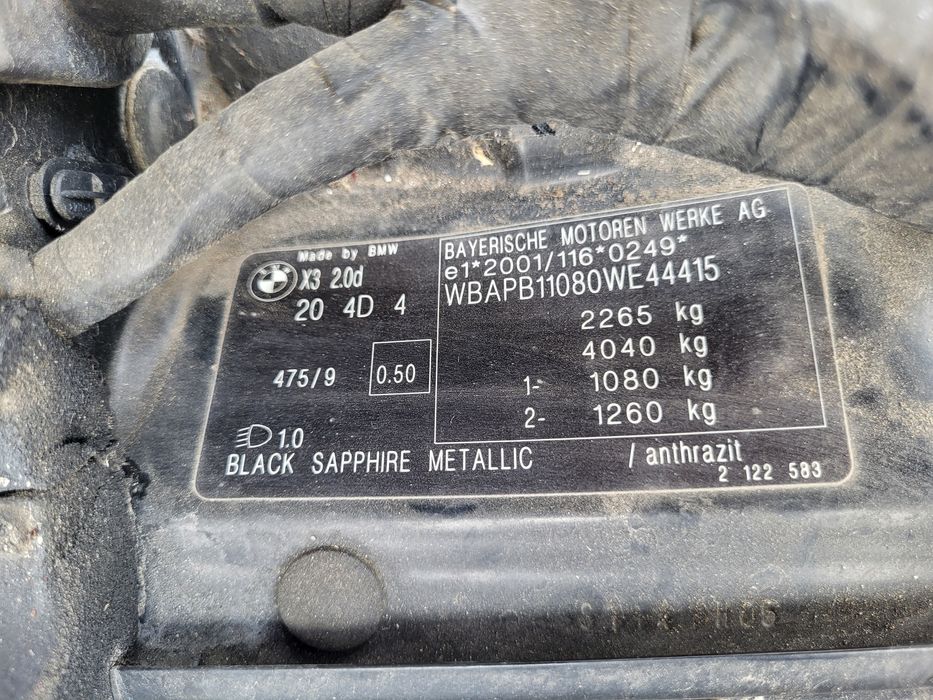 Made by BMW
X3 2.0d
20 4D 4
475/9 0.50
1.0
BLACK SAPPHIRE METALLIC / anthrazit
2 122 583
BAYERISCHE MOTOREN WERKE AG
e1*2001/116*0249*
WBAPB11080WE44415
2265 kg
4040 kg
1- 1080 kg
2- 1260 kg